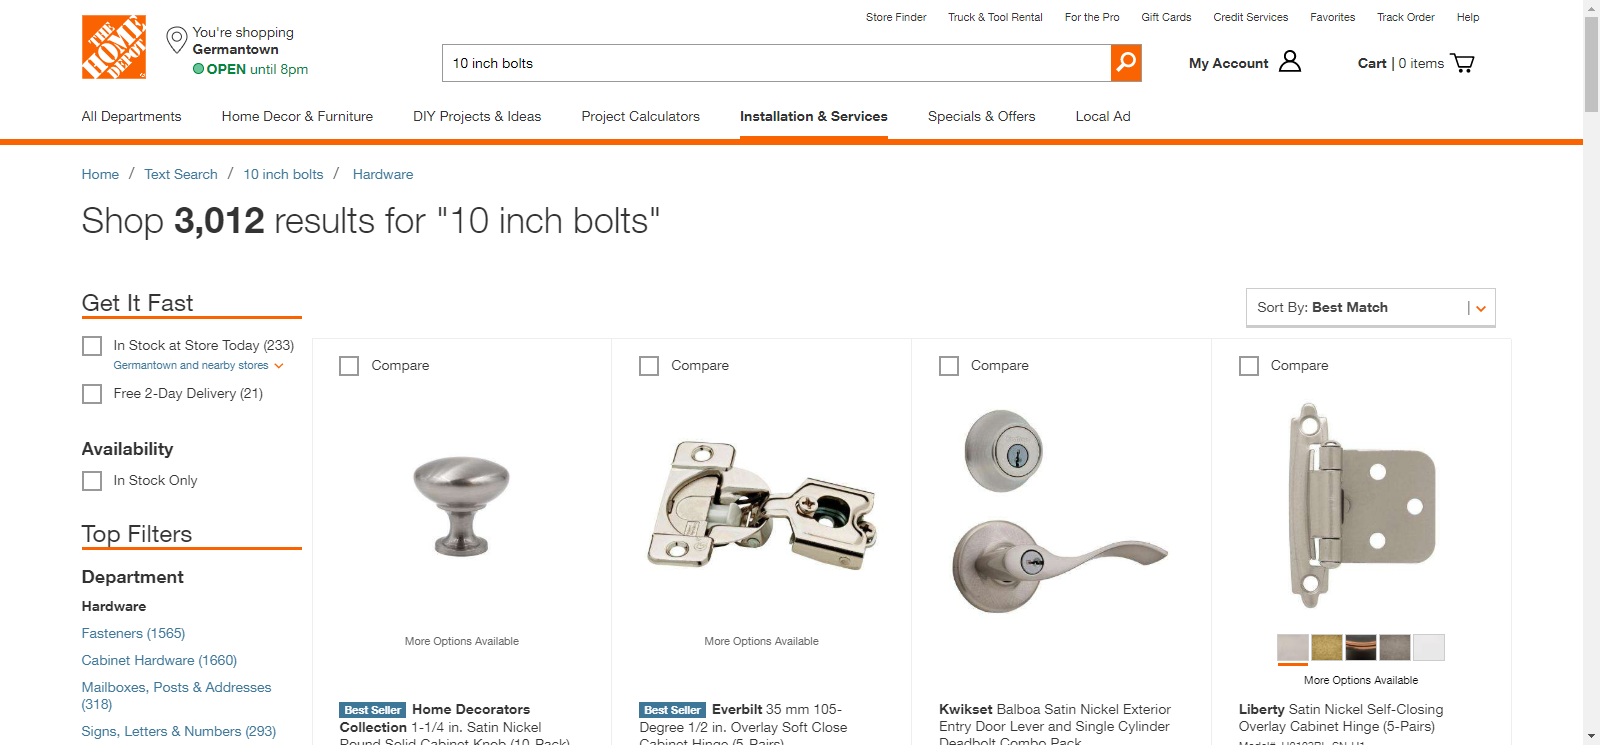 THE HOME DEPOT
You're shopping
Germantown
OPEN until 8pm
Store Finder
Truck & Tool Rental
For the Pro
Gift Cards
Credit Services
Favorites
Track Order
Help
10 inch bolts
My Account
Cart | 0 items
All Departments
Home Decor & Furniture
DIY Projects & Ideas
Project Calculators
Installation & Services
Specials & Offers
Local Ad
Home / Text Search / 10 inch bolts / Hardware
Shop 3,012 results for "10 inch bolts"
Get It Fast
In Stock at Store Today (233)
Germantown and nearby stores
Free 2-Day Delivery (21)
Availability
In Stock Only
Top Filters
Department
Hardware
Fasteners (1565)
Cabinet Hardware (1660)
Mailboxes, Posts & Addresses
(318)
Signs, Letters & Numbers (293)
Sort By: Best Match
Compare
More Options Available
Best Seller Home Decorators
Collection 1-1/4 in. Satin Nickel
Round Solid Cabinet Knob (10-Pack)
Compare
More Options Available
Best Seller Everbilt 35 mm 105-
Degree 1/2 in. Overlay Soft Close
Cabinet Hinge (5-Pairs)
Compare
Kwikset Balboa Satin Nickel Exterior
Entry Door Lever and Single Cylinder
Deadbolt Combo Pack
Compare
More Options Available
Liberty Satin Nickel Self-Closing
Overlay Cabinet Hinge (5-Pairs)